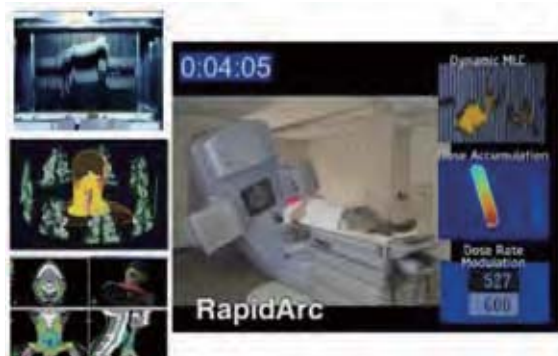 0:04:05
Dynamic MLC
Dose Accumulation
Dose Rate
Modulation
527
600
RapidArc